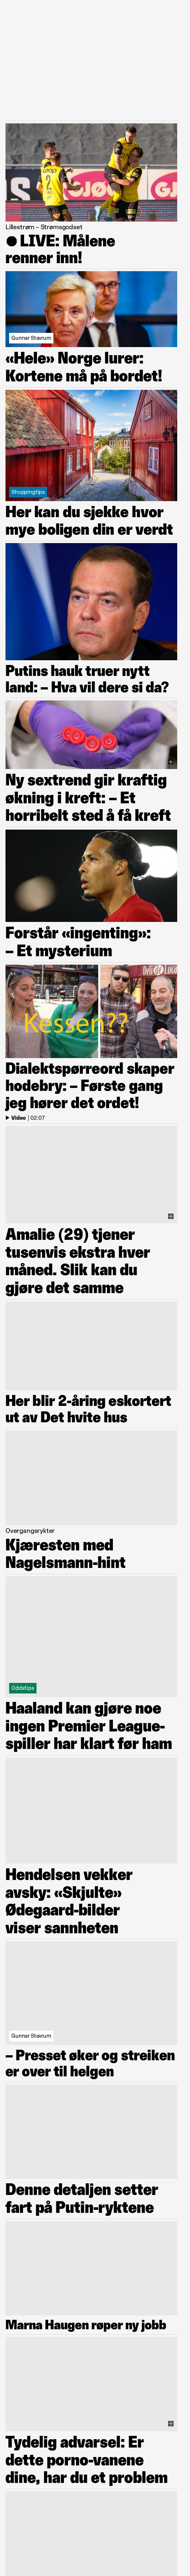 Lillestrøm – Strømsgodset
● LIVE: Målene
renner inn!
Gunnar Stavrum
«Hele» Norge lurer:
Kortene må på bordet!
Shoppingtips
Her kan du sjekke hvor
mye boligen din er verdt
Putins hauk truer nytt
land: – Hva vil dere si da?
Ny sextrend gir kraftig
økning i kreft: – Et
horribelt sted å få kreft
Forstår «ingenting»:
– Et mysterium
Kessen??
Dialektspørreord skaper
hodebry: – Første gang
jeg hører det ordet!
Video | 02:07
Amalie (29) tjener
tusenvis ekstra hver
måned. Slik kan du
gjøre det samme
Her blir 2-åring eskortert
ut av Det hvite hus
Overgangsrykter
Kjæresten med
Nagelsmann-hint
Oddstips
Haaland kan gjøre noe
ingen Premier League-
spiller har klart før ham
Hendelsen vekker
avsky: «Skjulte»
Ødegaard-bilder
viser sannheten
Gunnar Stavrum
– Presset øker og streiken
er over til helgen
Denne detaljen setter
fart på Putin-ryktene
Marna Haugen røper ny jobb
Tydelig advarsel: Er
dette porno-vanene
dine, har du et problem